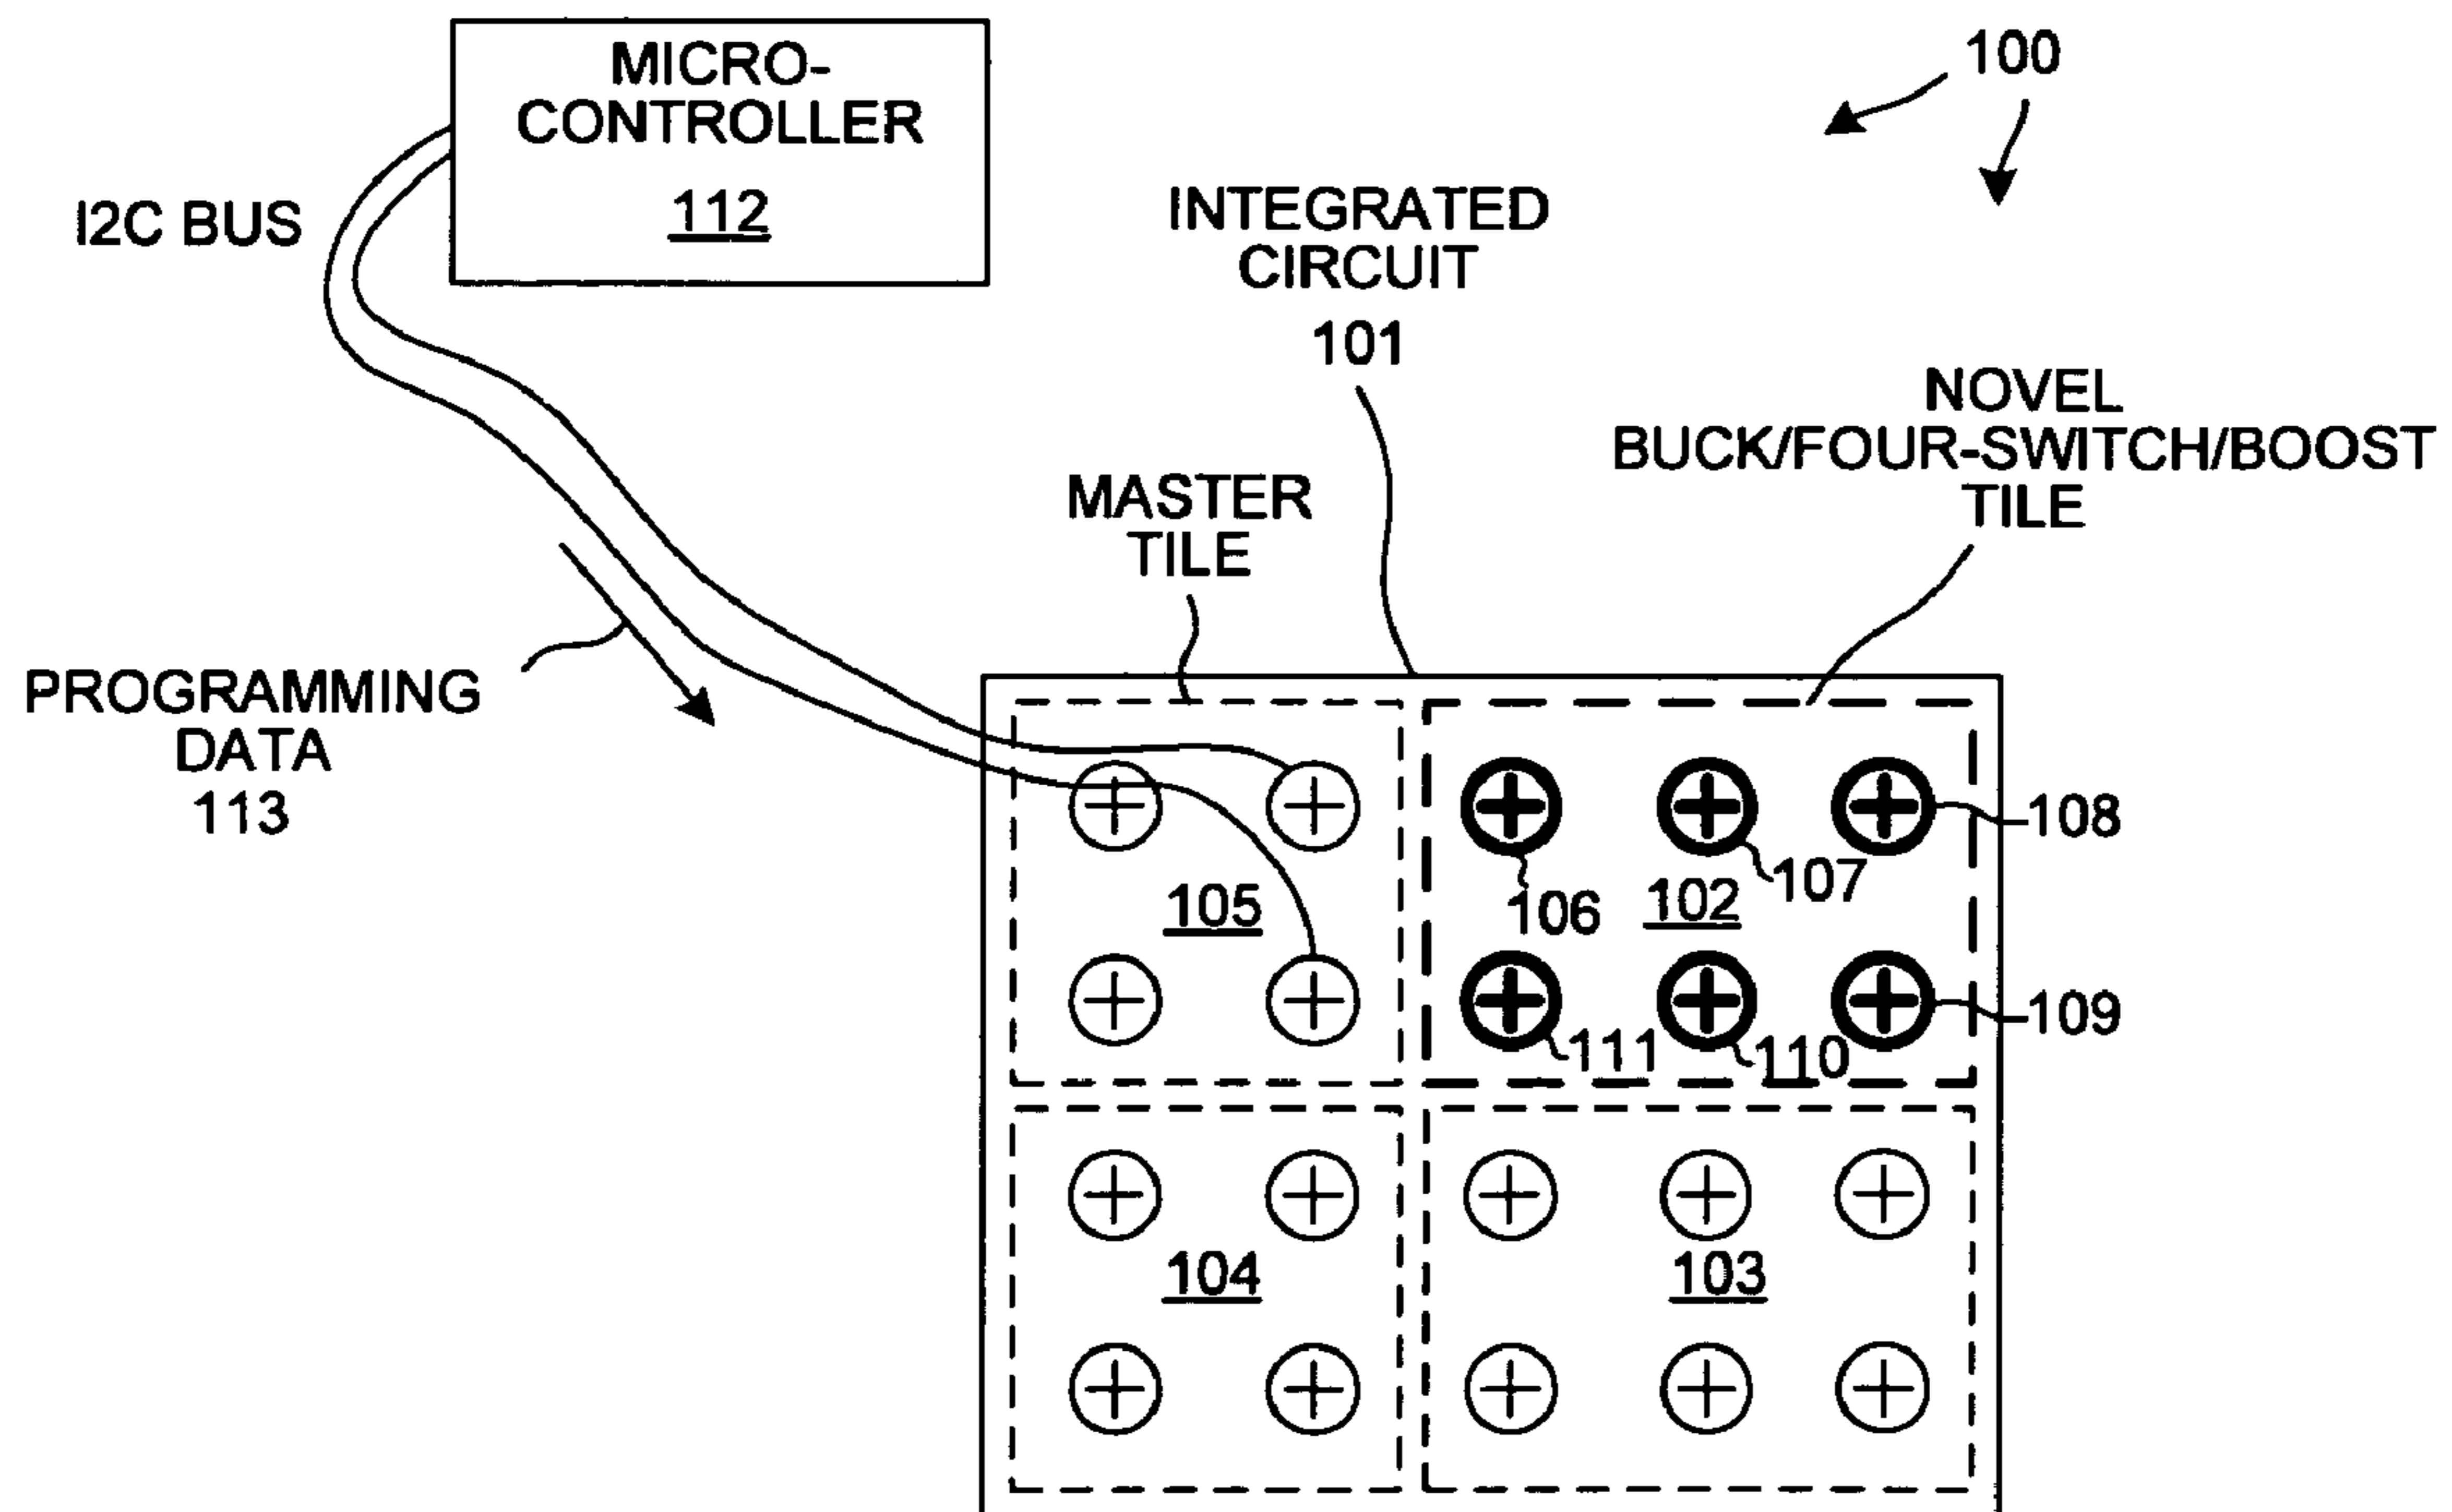 MICRO-
CONTROLLER
112
100
I2C BUS
INTEGRATED
CIRCUIT
101
NOVEL
BUCK/FOUR-SWITCH/BOOST
TILE
MASTER
TILE
PROGRAMMING
DATA
113
108
107
106
102
105
109
111
110
104
103